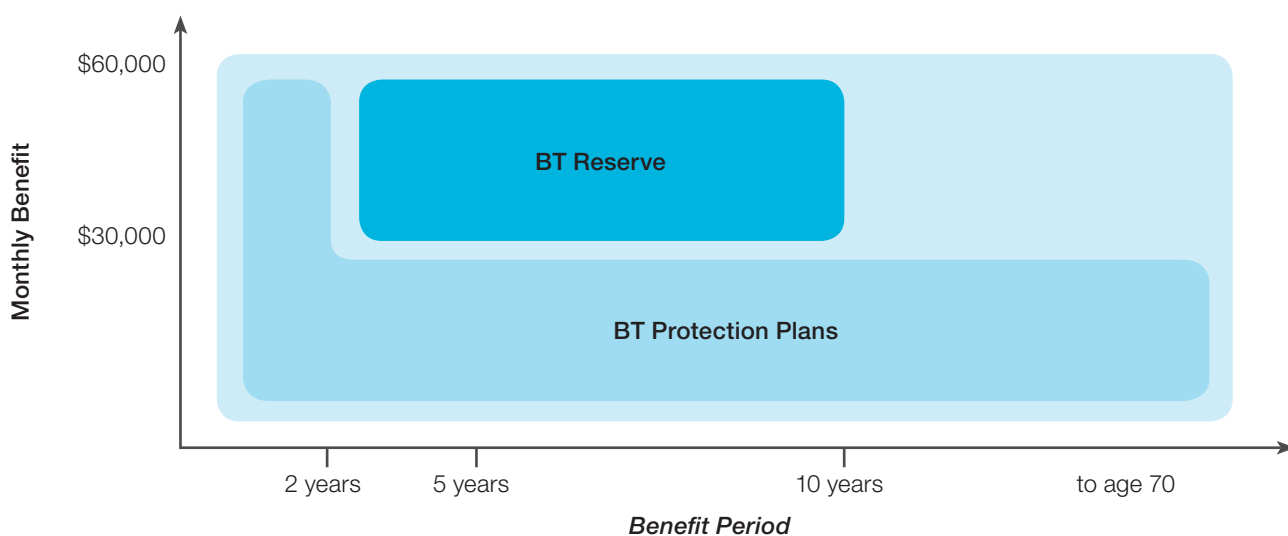 $60,000
BT Reserve
Monthly Benefit
$30,000
BT Protection Plans
2 years
5 years
10 years
to age 70
Benefit Period